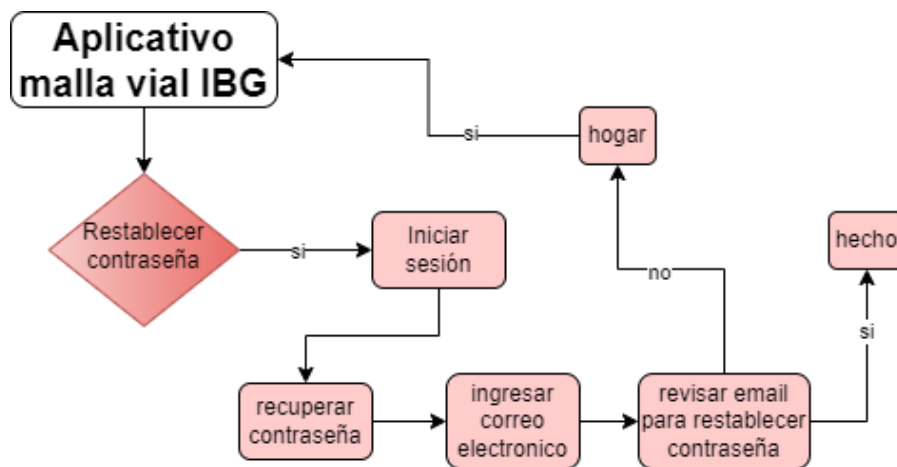 Aplicativo
malla vial IBG
si
hogar
Restablecer
contraseña
si
Iniciar
sesión
hecho
no
si
recuperar
contraseña
ingresar
correo
electronico
revisar email
para restablecer
contraseña